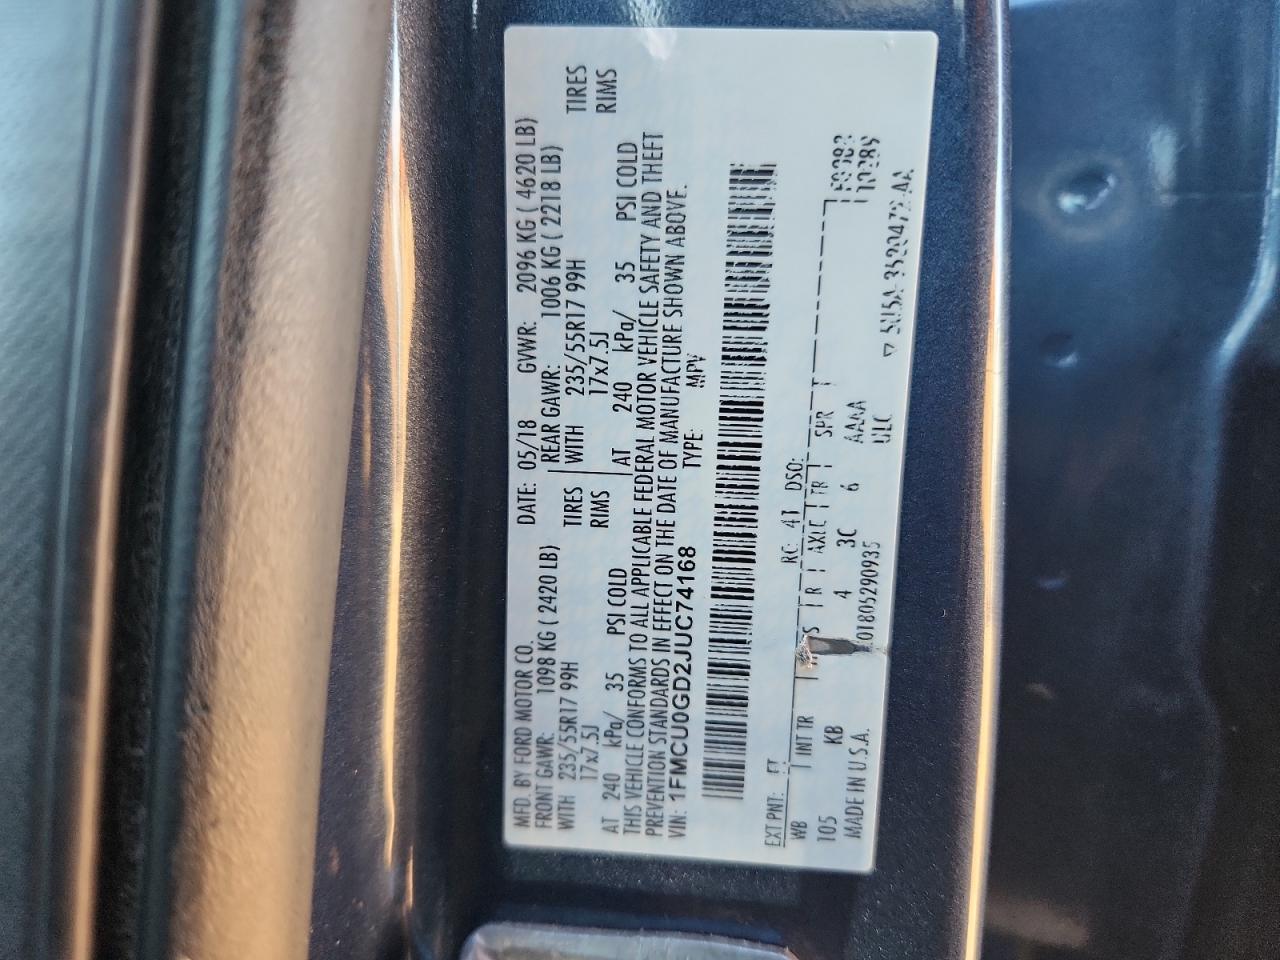 MFD. BY FORD MOTOR CO. DATE: 05/18 GVWR: 2096 KG ( 4620 LB)
FRONT GAWR: 1098 KG ( 2420 LB) REAR GAWR: 1006 KG ( 2218 LB)
WITH 235/55R17 99H TIRES WITH 235/55R17 99H TIRES
17x7.5J RIMS 17x7.5J RIMS
AT 240 kPa/ 35 PSI COLD AT 240 kPa/ 35 PSI COLD
THIS VEHICLE CONFORMS TO ALL APPLICABLE FEDERAL MOTOR VEHICLE SAFETY AND THEFT
PREVENTION STANDARDS IN EFFECT ON THE DATE OF MANUFACTURE SHOWN ABOVE.
VIN: 1FMCU0GD2JUC74168 TYPE: MPV
EXT PNT: RC: 41 DSO:
WB INT TR AXLE TR SPR
105 KB 4 3C 6 AAAA
MADE IN U.S.A. ULC